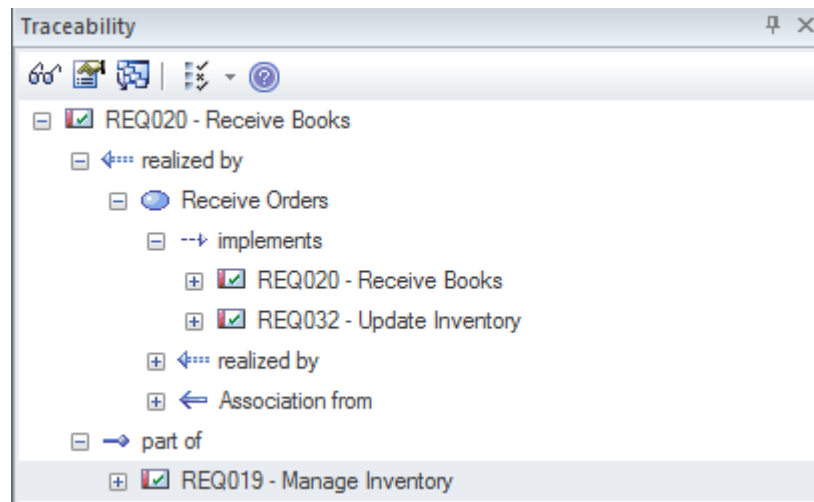 Traceability
REQ020 - Receive Books
realized by
Receive Orders
implements
REQ020 - Receive Books
REQ032 - Update Inventory
realized by
Association from
part of
REQ019 - Manage Inventory